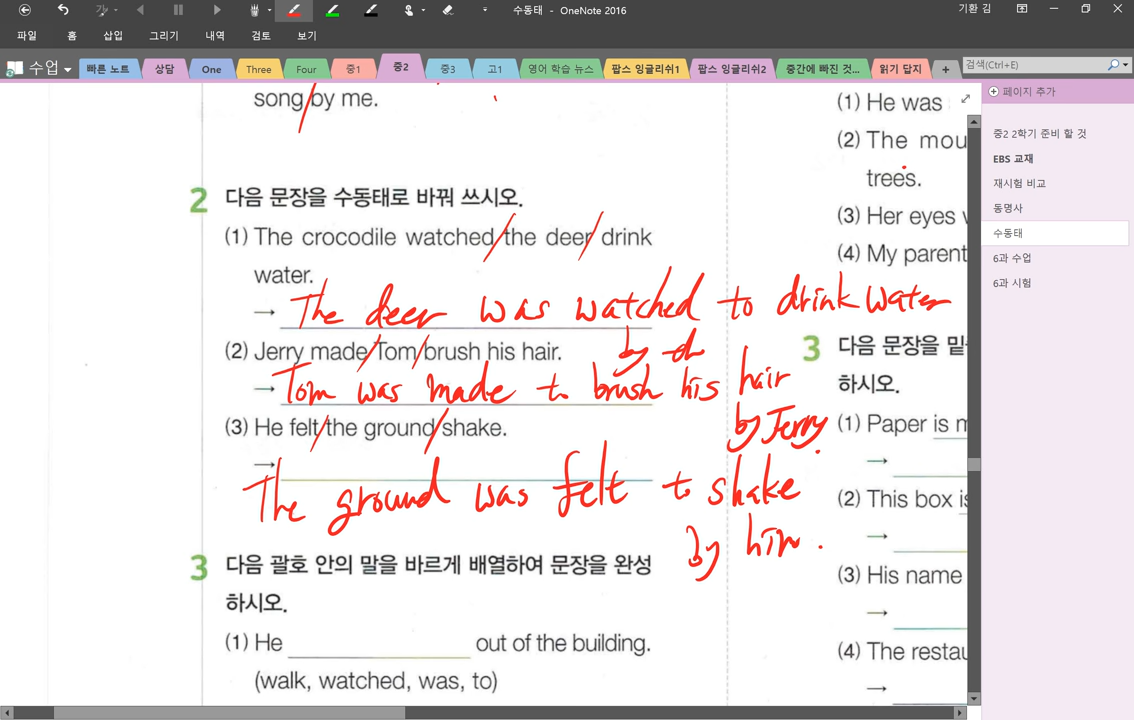 수동태 - OneNote 2016
기환 김
파일 홈 삽입 그리기 내역 검토 보기
수업 빠른 노트 상담 One Three Four 중1 중2 중3 고1 영어 학습 뉴스 팝스 잉글리쉬1 팝스 잉글리쉬2 중간에 빠진 것... 읽기 답지 + 검색(Ctrl+E)
페이지 추가
중2 2학기 준비 할 것
EBS 교재
재시험 비교
동명사
수동태
6과 수업
6과 시험
song by me.
2 다음 문장을 수동태로 바꿔 쓰시오.
(1) The crocodile watched the deer drink
water.
→ The deer was watched to drink water
by the
(2) Jerry made Tom brush his hair.
→ Tom was made to brush his hair
by Jerry.
(3) He felt the ground shake.
→
The ground was felt to shake
by him.
3 다음 괄호 안의 말을 바르게 배열하여 문장을 완성
하시오.
(1) He out of the building.
(walk, watched, was, to)
(1) He was
(2) The mou
trees.
(3) Her eyes
(4) My parent
3 다음 문장을 밑
하시오.
(1) Paper is m
→
(2) This box is
→
(3) His name
→
(4) The restau
→